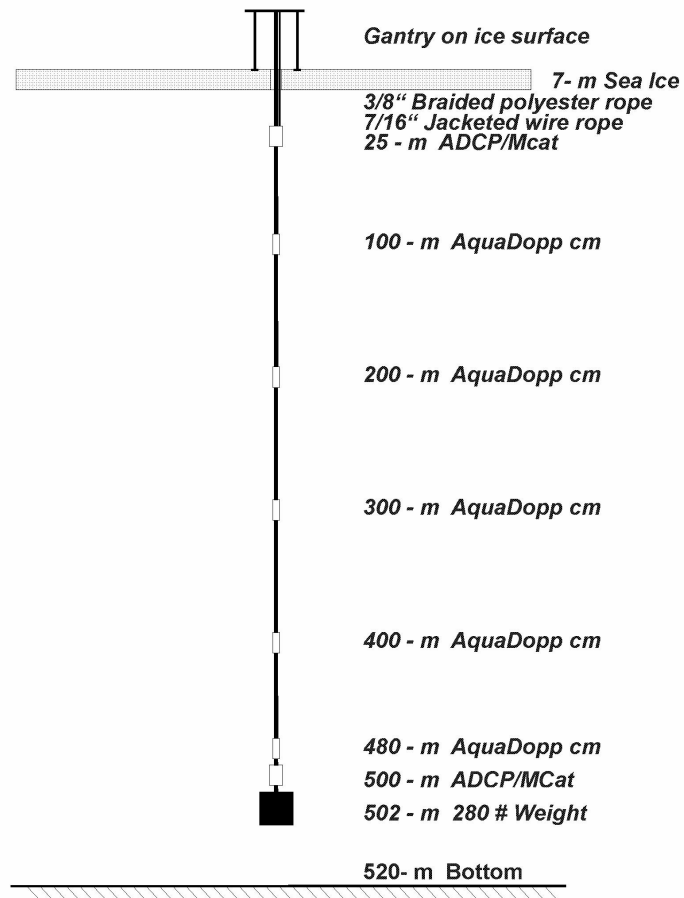 Gantry on ice surface
7- m Sea Ice
3/8“ Braided polyester rope
7/16“ Jacketed wire rope
25 - m ADCP/Mcat
100 - m AquaDopp cm
200 - m AquaDopp cm
300 - m AquaDopp cm
400 - m AquaDopp cm
480 - m AquaDopp cm
500 - m ADCP/MCat
502 - m 280 # Weight
520- m Bottom